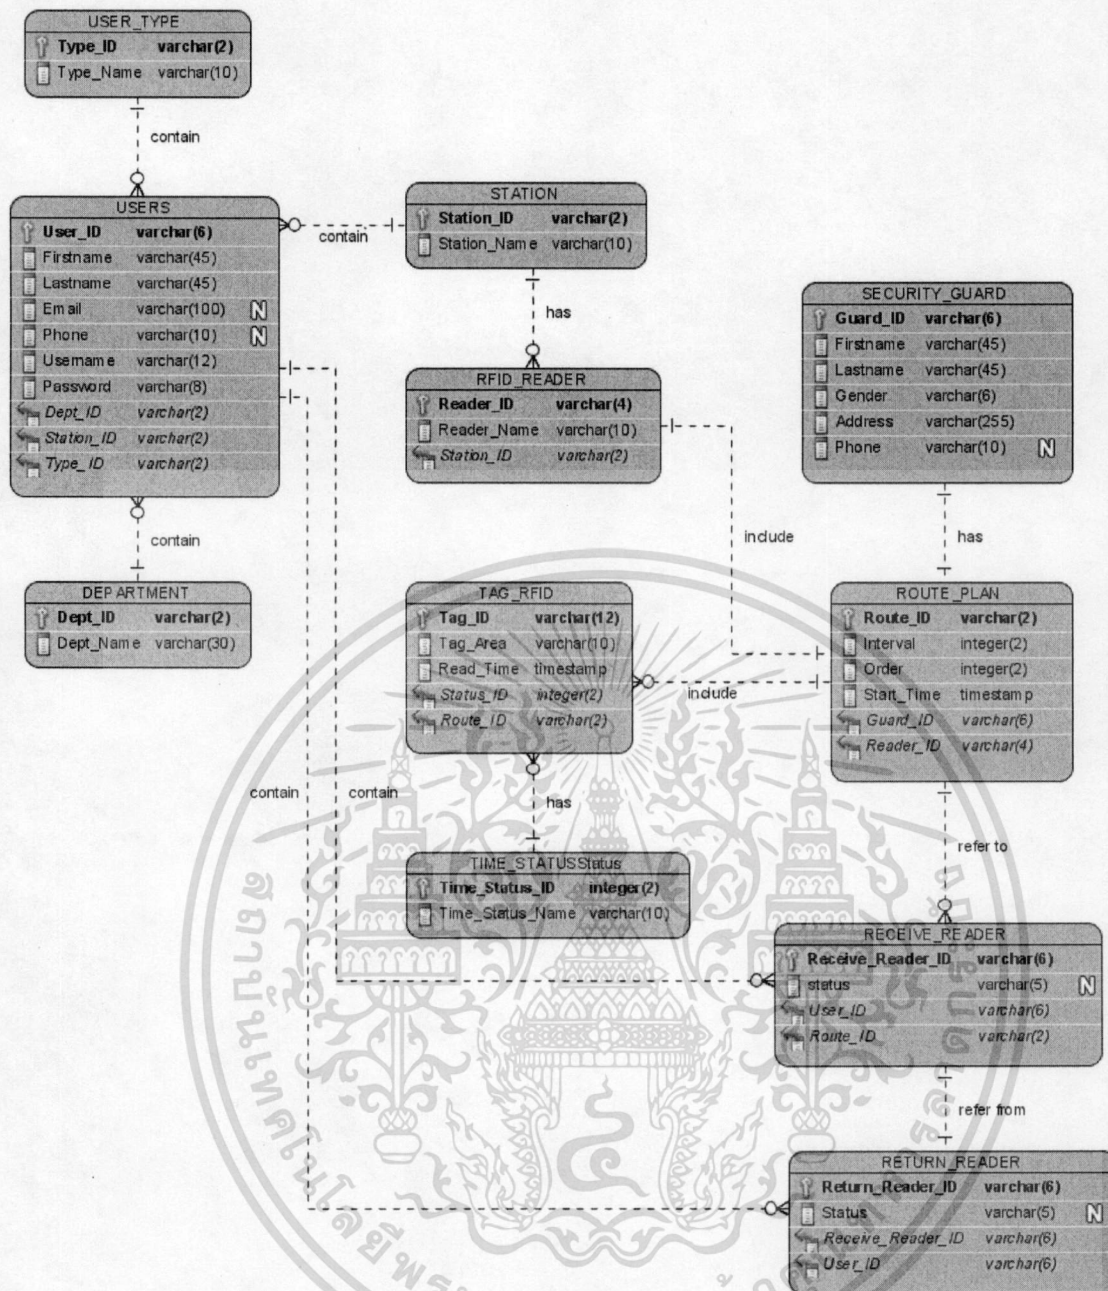 USER_TYPE
Type_ID varchar(2)
Type_Name varchar(10)
contain
USERS
User_ID varchar(6)
Firstname varchar(45)
Lastname varchar(45)
Email varchar(100) N
Phone varchar(10) N
Username varchar(12)
Password varchar(8)
Dept_ID varchar(2)
Station_ID varchar(2)
Type_ID varchar(2)
contain
DEPARTMENT
Dept_ID varchar(2)
Dept_Name varchar(30)
contain
STATION
Station_ID varchar(2)
Station_Name varchar(10)
has
RFID_READER
Reader_ID varchar(4)
Reader_Name varchar(10)
Station_ID varchar(2)
SECURITY_GUARD
Guard_ID varchar(6)
Firstname varchar(45)
Lastname varchar(45)
Gender varchar(6)
Address varchar(255)
Phone varchar(10) N
include
has
TAG_RFID
Tag_ID varchar(12)
Tag_Area varchar(10)
Read_Time timestamp
Status_ID integer(2)
Route_ID varchar(2)
include
ROUTE_PLAN
Route_ID varchar(2)
Interval integer(2)
Order integer(2)
Start_Time timestamp
Guard_ID varchar(6)
Reader_ID varchar(4)
contain
contain
has
refer to
TIME_STATUSStatus
Time_Status_ID integer(2)
Time_Status_Name varchar(10)
RECEIVE_READER
Receive_Reader_ID varchar(6)
status varchar(5) N
User_ID varchar(6)
Route_ID varchar(2)
refer from
RETURN_READER
Return_Reader_ID varchar(6)
Status varchar(5) N
Receive_Reader_ID varchar(6)
User_ID varchar(6)